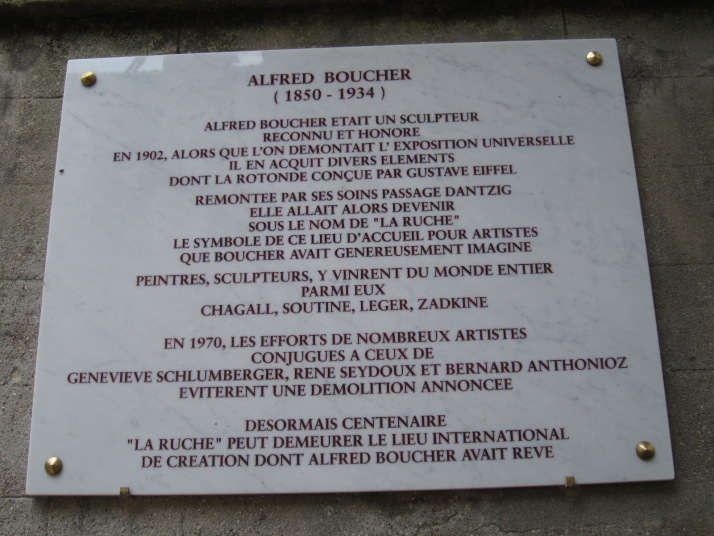 ALFRED BOUCHER
( 1850 - 1934 )
ALFRED BOUCHER ETAIT UN SCULPTEUR
RECONNU ET HONORE
EN 1902, ALORS QUE L'ON DEMONTAIT L' EXPOSITION UNIVERSELLE
IL EN ACQUIT DIVERS ELEMENTS
DONT LA ROTONDE CONÇUE PAR GUSTAVE EIFFEL
REMONTEE PAR SES SOINS PASSAGE DANTZIG
ELLE ALLAIT ALORS DEVENIR
SOUS LE NOM DE "LA RUCHE"
LE SYMBOLE DE CE LIEU D'ACCUEIL POUR ARTISTES
QUE BOUCHER AVAIT GENEREUSEMENT IMAGINE
PEINTRES, SCULPTEURS, Y VINRENT DU MONDE ENTIER
PARMI EUX
CHAGALL, SOUTINE, LEGER, ZADKINE
EN 1970, LES EFFORTS DE NOMBREUX ARTISTES
CONJUGUES A CEUX DE
GENEVIEVE SCHLUMBERGER, RENE SEYDOUX ET BERNARD ANTHONIOZ
EVITERENT UNE DEMOLITION ANNONCEE
DESORMAIS CENTENAIRE
"LA RUCHE" PEUT DEMEURER LE LIEU INTERNATIONAL
DE CREATION DONT ALFRED BOUCHER AVAIT REVE